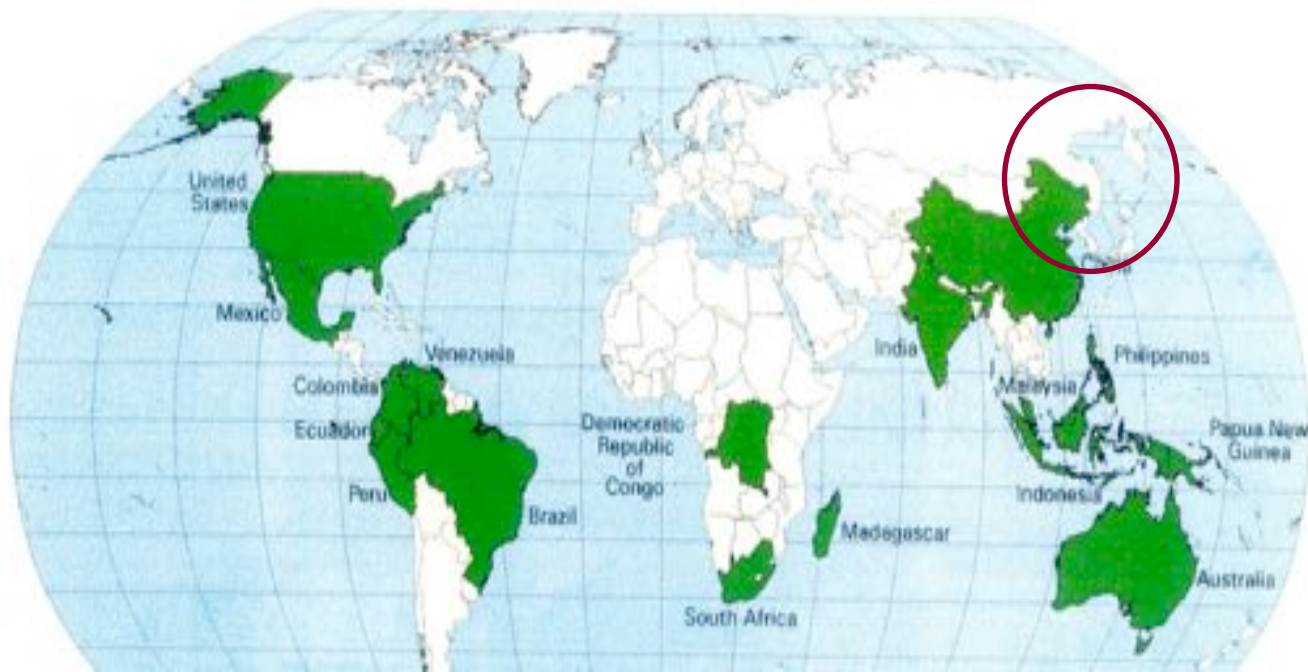 United
States
Mexico
Venezuela
Colombia
Ecuador
Peru
Brazil
Democratic
Republic
of
Congo
Madagascar
South Africa
China
India
Philippines
Malaysia
Papua New
Guinea
Indonesia
Australia